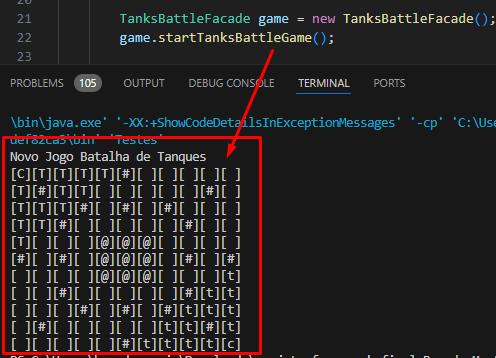 21 TanksBattleFacade game = new TanksBattleFacade();
22 game.startTanksBattleGame();
23
PROBLEMS 105 OUTPUT DEBUG CONSOLE TERMINAL PORTS
\bin\java.exe' '-XX:+ShowCodeDetailsInExceptionMessages' '-cp' 'C:\Use
def82ca3\bin' 'Testes'
Novo Jogo Batalha de Tanques
[C][T][T][T][T][#][ ][ ][ ][ ][ ]
[T][#][T][ ][ ][ ][ ][ ][ ][#][ ]
[T][T][T][#][ ][#][ ][#][ ][ ][ ]
[T][T][#][ ][ ][ ][ ][ ][#][ ][ ]
[T][ ][ ][ ][@][@][@][ ][ ][ ][ ]
[#][ ][#][ ][@][@][@][ ][#][ ][#]
[ ][ ][ ][ ][@][@][@][ ][ ][ ][t]
[ ][ ][#][ ][ ][ ][ ][ ][#][t][t]
[ ][ ][ ][#][ ][#][ ][#][t][t][t]
[ ][#][ ][ ][ ][ ][ ][t][t][#][t]
[ ][ ][ ][ ][ ][#][t][t][t][t][c]